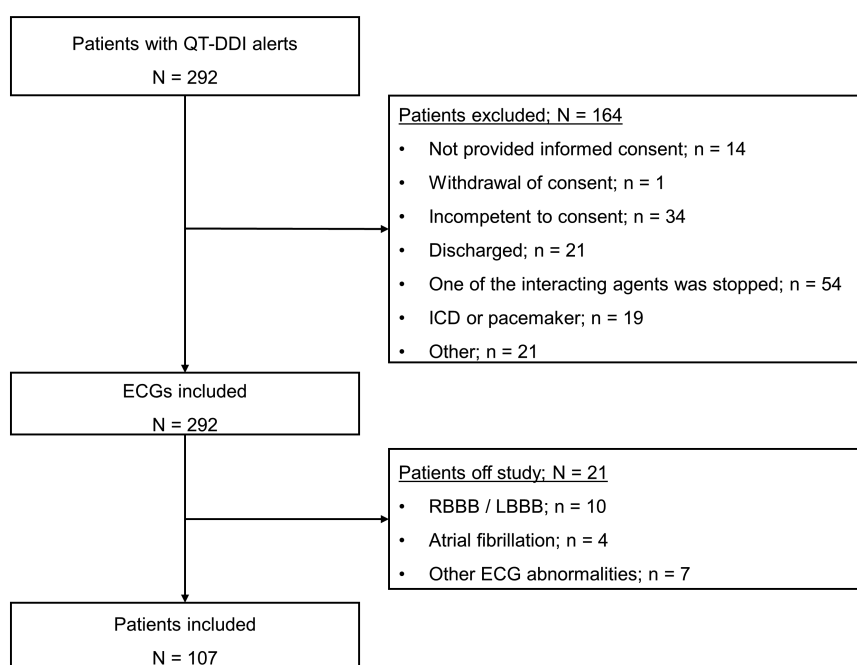 Patients with QT-DDI alerts
N = 292
Patients excluded; N = 164
• Not provided informed consent; n = 14
• Withdrawal of consent; n = 1
• Incompetent to consent; n = 34
• Discharged; n = 21
• One of the interacting agents was stopped; n = 54
• ICD or pacemaker; n = 19
• Other; n = 21
ECGs included
N = 292
Patients off study; N = 21
• RBBB / LBBB; n = 10
• Atrial fibrillation; n = 4
• Other ECG abnormalities; n = 7
Patients included
N = 107